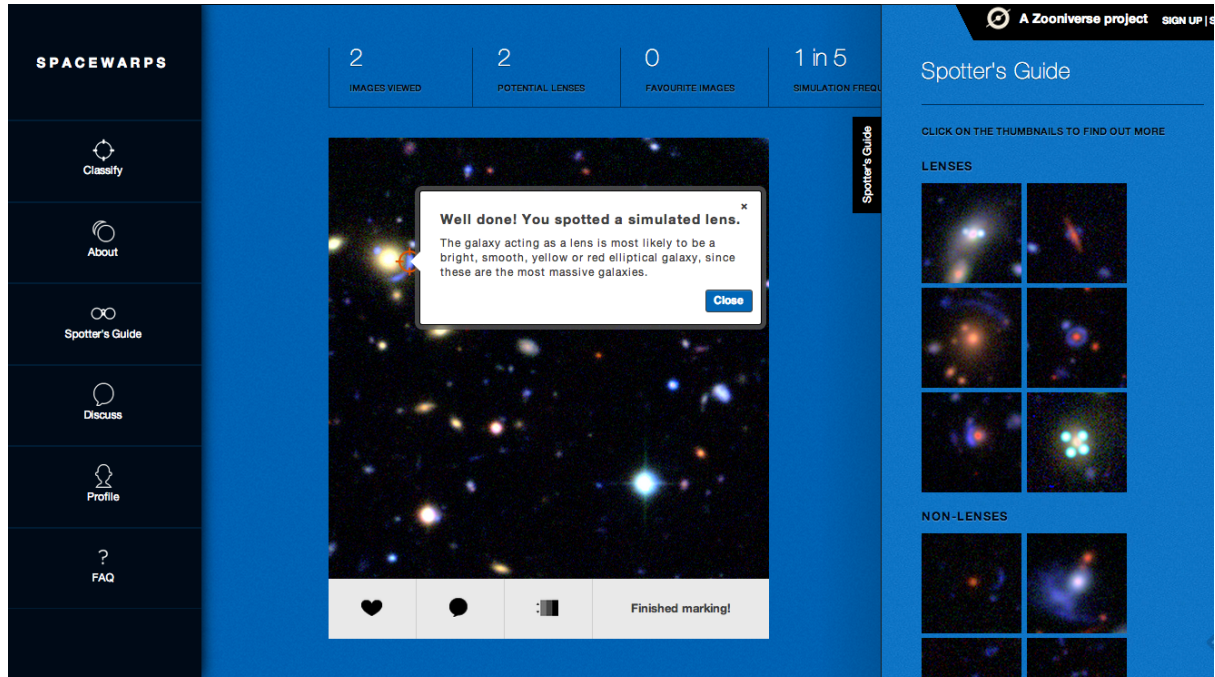 SPACEWARPS
Classify
About
Spotter's Guide
Discuss
Profile
?
FAQ
2
IMAGES VIEWED
2
POTENTIAL LENSES
0
FAVOURITE IMAGES
1 in 5
SIMULATION FREQU
Well done! You spotted a simulated lens.
The galaxy acting as a lens is most likely to be a
bright, smooth, yellow or red elliptical galaxy, since
these are the most massive galaxies.
Close
Finished marking!
Spotter's Guide
A Zooniverse project SIGN UP | S
Spotter's Guide
CLICK ON THE THUMBNAILS TO FIND OUT MORE
LENSES
NON-LENSES